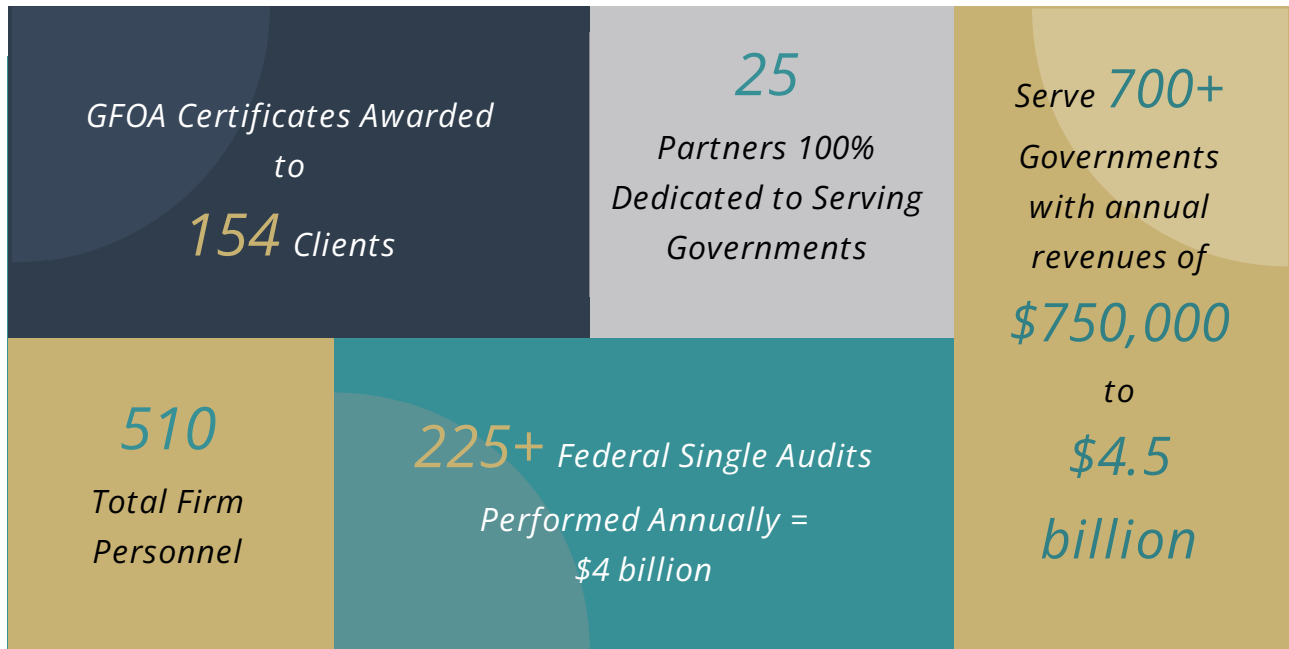 GFOA Certificates Awarded
to
154 Clients
25
Partners 100%
Dedicated to Serving
Governments
Serve 700+
Governments
with annual
revenues of
$750,000
to
$4.5
billion
510
Total Firm
Personnel
225+ Federal Single Audits
Performed Annually =
$4 billion